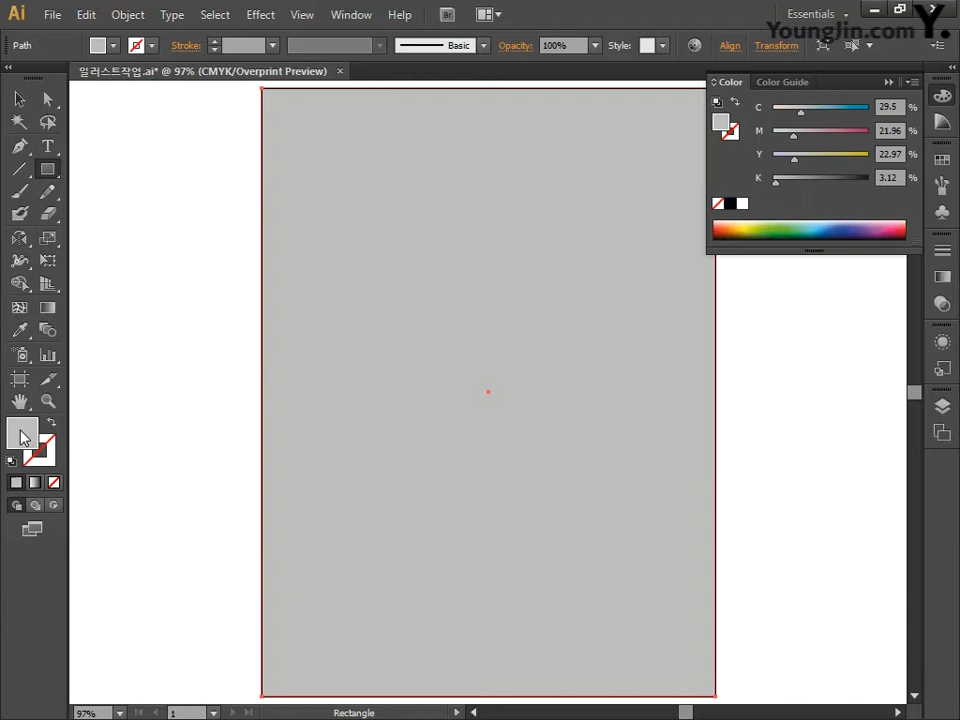 Ai File Edit Object Type Select Effect View Window Help Br Essentials
Youngjin.com Y.
Path Stroke: Basic Opacity: 100% Style: Align Transform
일러스트작업.ai* @ 97% (CMYK/Overprint Preview) ×
Color Color Guide
C 29.5 %
M 21.96 %
Y 22.97 %
K 3.12 %
T
97% 1 Rectangle